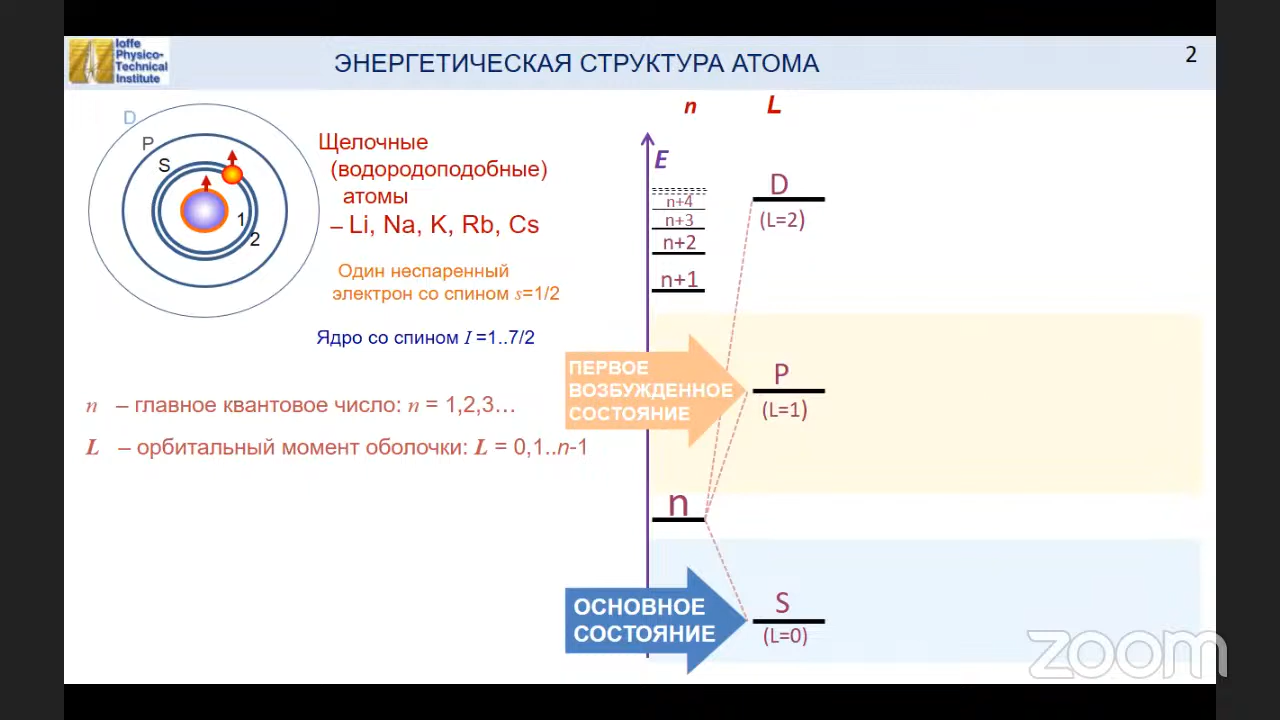 Ioffe
Physico-
Technical
Institute
ЭНЕРГЕТИЧЕСКАЯ СТРУКТУРА АТОМА
2
D
P
S
1
2
Щелочные
(водородоподобные)
атомы
– Li, Na, K, Rb, Cs
Один неспаренный
электрон со спином s=1/2
Ядро со спином I =1..7/2
n – главное квантовое число: n = 1,2,3…
L – орбитальный момент оболочки: L = 0,1..n-1
n L
E
n+4
n+3
n+2
n+1
n
D
(L=2)
ПЕРВОЕ
ВОЗБУЖДЕННОЕ
СОСТОЯНИЕ
P
(L=1)
ОСНОВНОЕ
СОСТОЯНИЕ
S
(L=0)
zoom